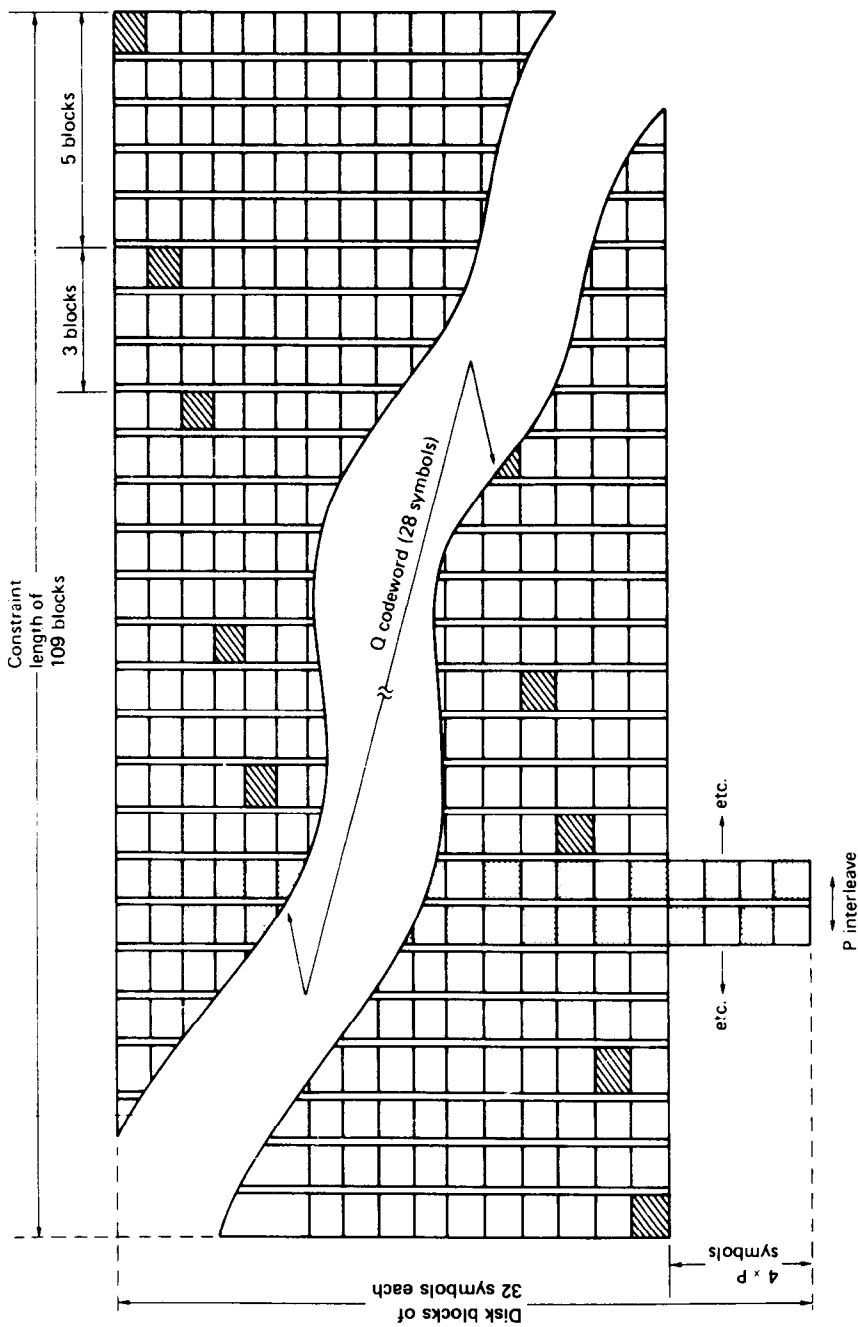 Constraint
length of
109 blocks
5 blocks
3 blocks
Q codeword (28 symbols)
etc.
etc.
P interleave
4 × P
symbols
Disk blocks of
32 symbols each